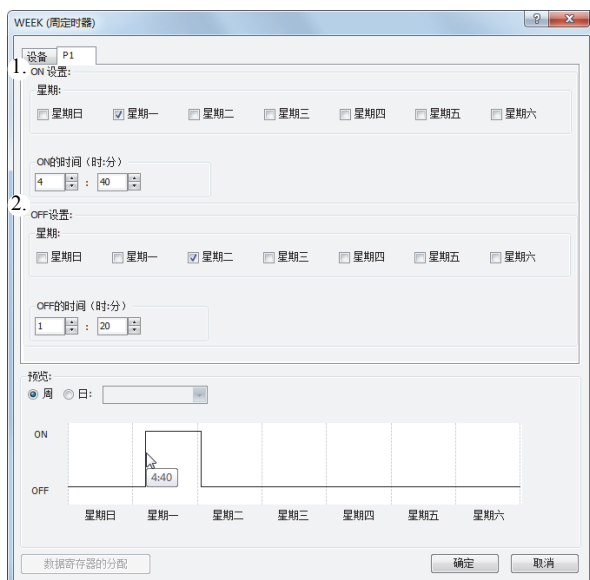 WEEK (周定时器)
设备 P1
1. ON 设置:
星期:
星期日 星期一 星期二 星期三 星期四 星期五 星期六
ON的时间（时:分）
4 : 40
2. OFF设置:
星期:
星期日 星期一 星期二 星期三 星期四 星期五 星期六
OFF的时间（时:分）
1 : 20
预览:
周 日:
ON
4:40
OFF
星期日 星期一 星期二 星期三 星期四 星期五 星期六
数据寄存器的分配 确定 取消